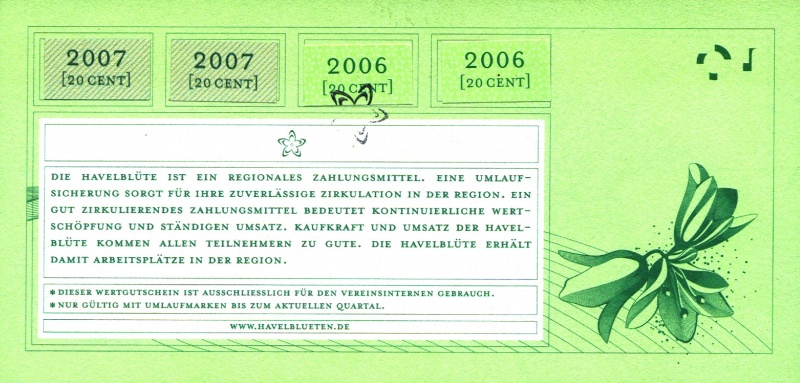 2007
[20 CENT]
2007
[20 CENT]
2006
[20 CENT]
2006
[20 CENT]
DIE HAVELBLÜTE IST EIN REGIONALES ZAHLUNGSMITTEL. EINE UMLAUF-
SICHERUNG SORGT FÜR IHRE ZUVERLÄSSIGE ZIRKULATION IN DER REGION. EIN
GUT ZIRKULIERENDES ZAHLUNGSMITTEL BEDEUTET KONTINUIERLICHE WERT-
SCHÖPFUNG UND STÄNDIGEN UMSATZ. KAUFKRAFT UND UMSATZ DER HAVEL-
BLÜTE KOMMEN ALLEN TEILNEHMERN ZU GUTE. DIE HAVELBLÜTE ERHÄLT
DAMIT ARBEITSPLÄTZE IN DER REGION.
*DIESER WERTGUTSCHEIN IST AUSSCHLIESSLICH FÜR DEN VEREINSINTERNEN GEBRAUCH.
*NUR GÜLTIG MIT UMLAUFMARKEN BIS ZUM AKTUELLEN QUARTAL.
WWW.HAVELBLUETEN.DE